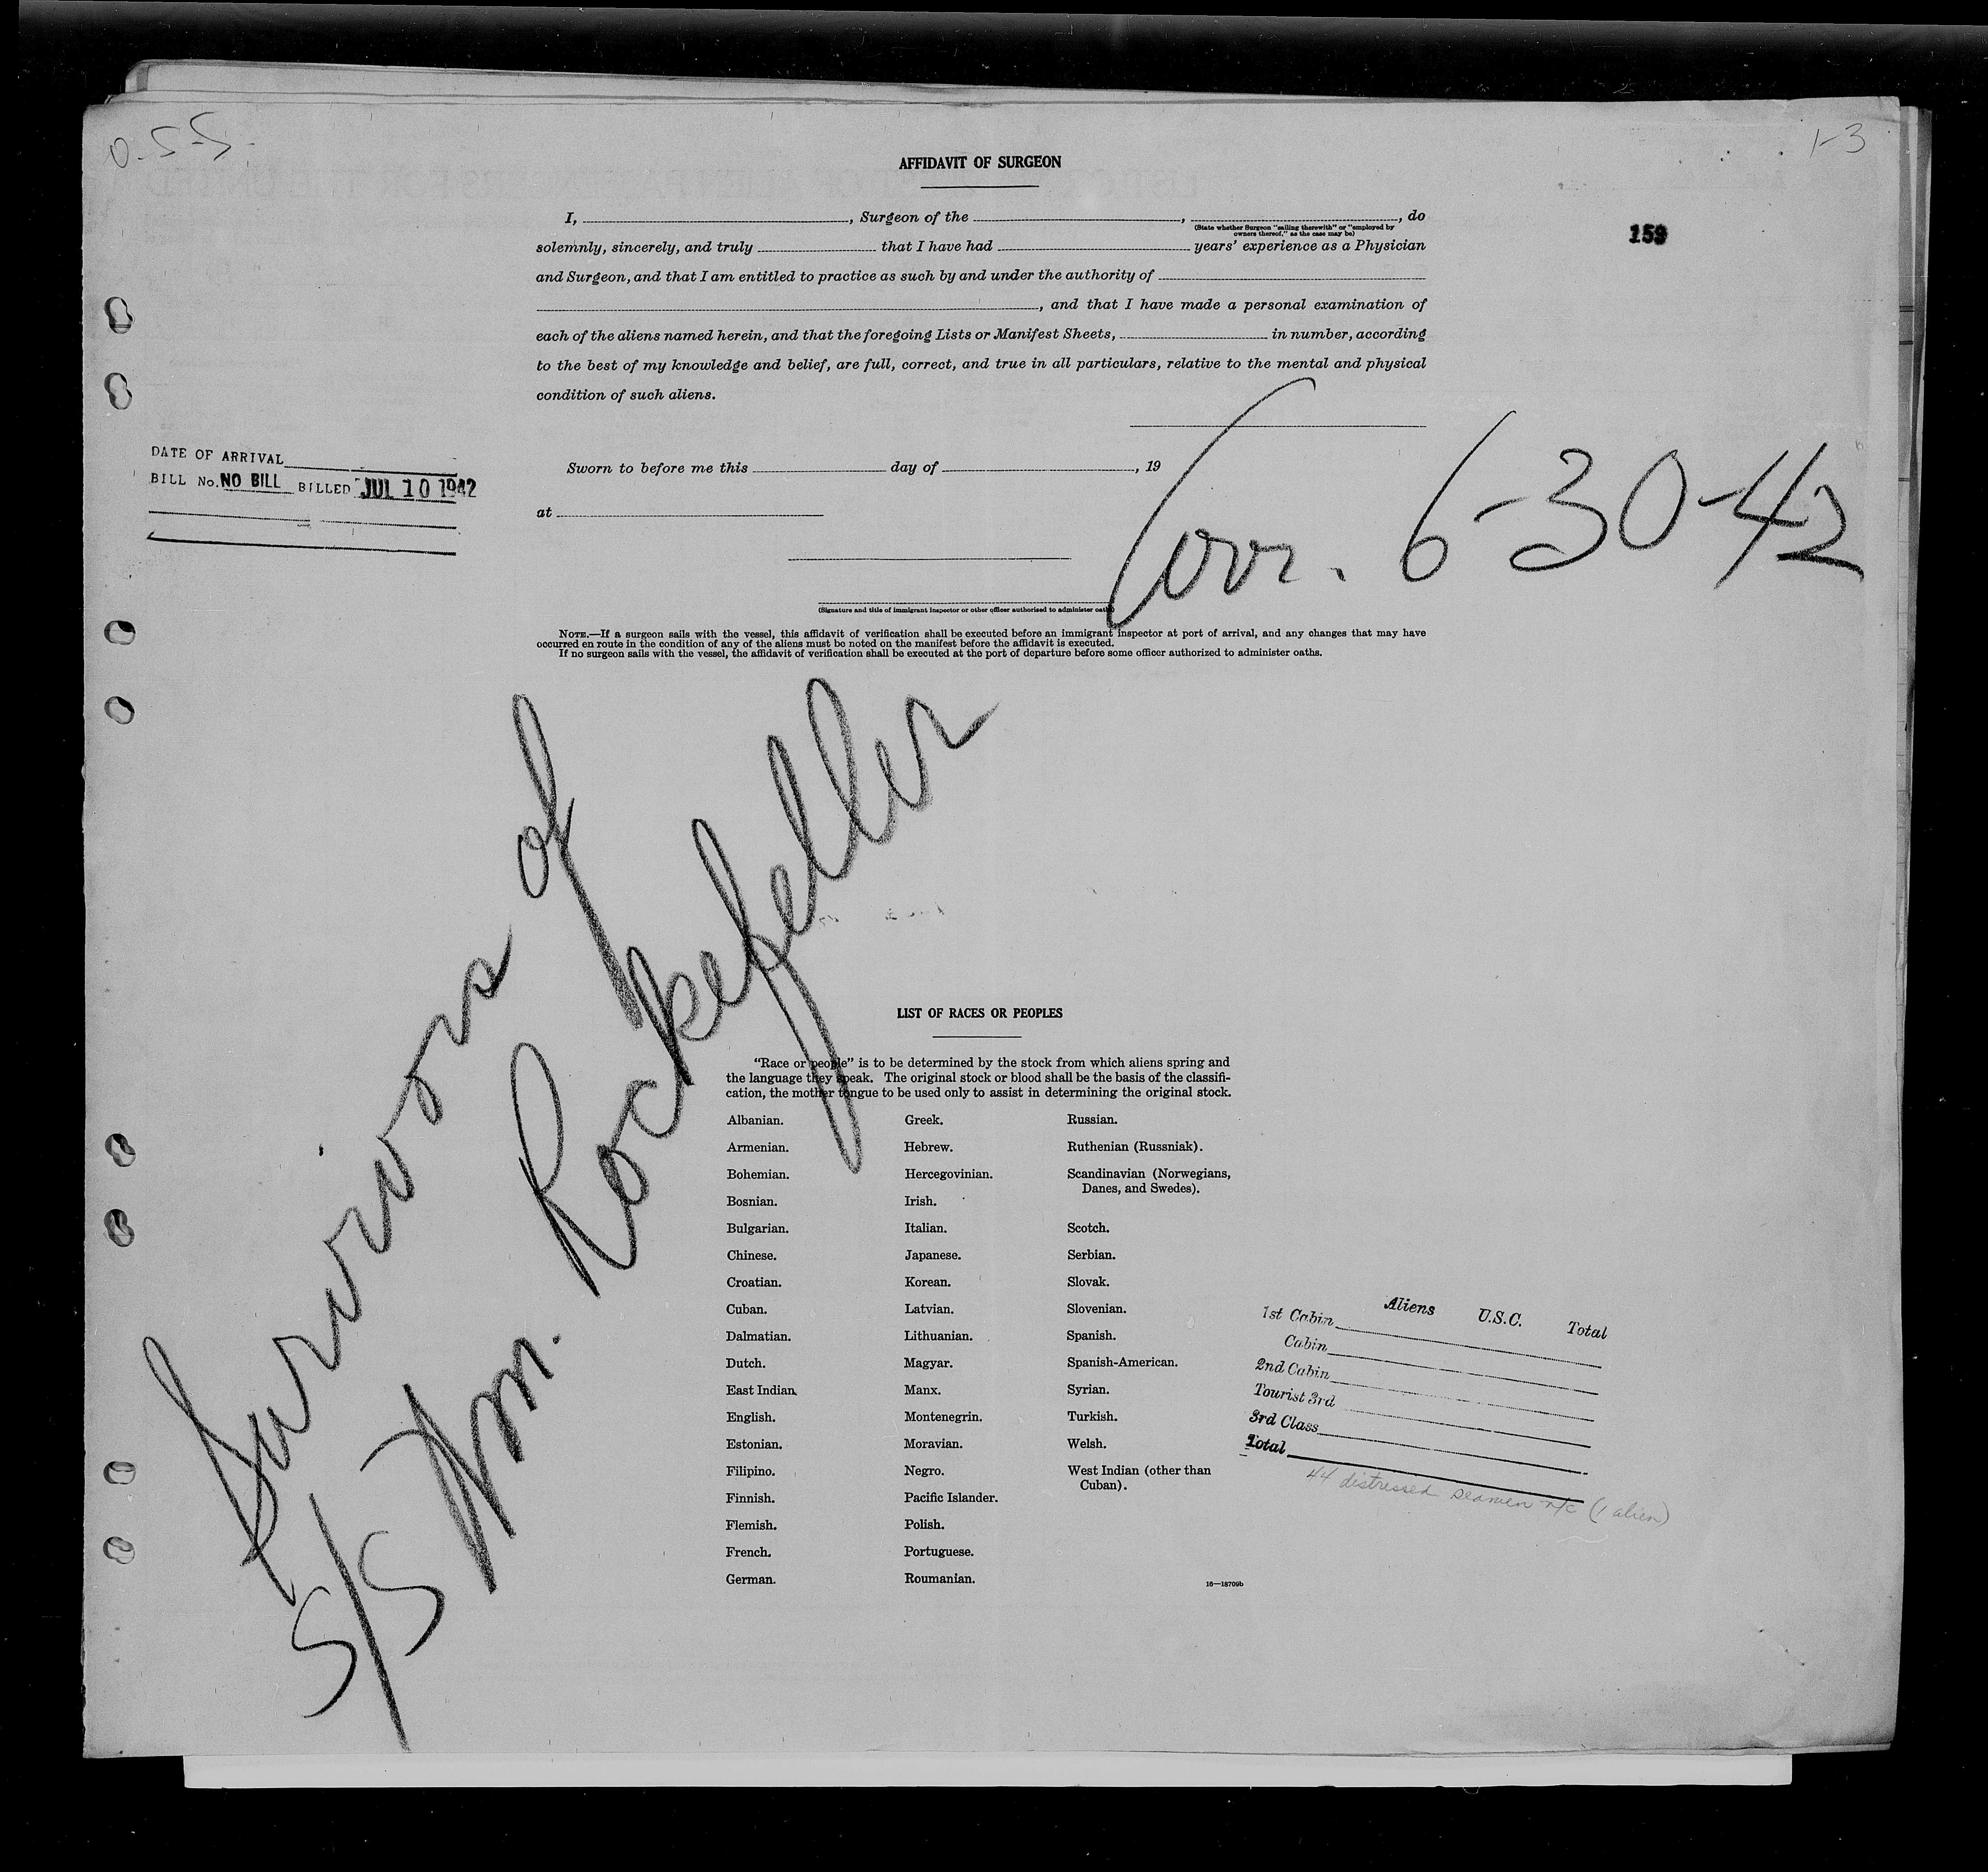 O.S.S.
1-3
AFFIDAVIT OF SURGEON
159
I, , Surgeon of the , , do
(State whether Surgeon "sailing therewith" or "employed by
owners thereof," as the case may be)
solemnly, sincerely, and truly that I have had years' experience as a Physician
and Surgeon, and that I am entitled to practice as such by and under the authority of
, and that I have made a personal examination of
each of the aliens named herein, and that the foregoing Lists or Manifest Sheets, in number, according
to the best of my knowledge and belief, are full, correct, and true in all particulars, relative to the mental and physical
condition of such aliens.
DATE OF ARRIVAL
BILL No. NO BILL BILLED JUL 10 1942
Sworn to before me this day of , 19
at
6-30-42
(Signature and title of immigrant inspector or other officer authorized to administer oath)
NOTE.—If a surgeon sails with the vessel, this affidavit of verification shall be executed before an immigrant inspector at port of arrival, and any changes that may have
occurred en route in the condition of any of the aliens must be noted on the manifest before the affidavit is executed.
If no surgeon sails with the vessel, the affidavit of verification shall be executed at the port of departure before some officer authorized to administer oaths.
Survivors of
S/S Wm. Rockefeller
LIST OF RACES OR PEOPLES
"Race or people" is to be determined by the stock from which aliens spring and
the language they speak. The original stock or blood shall be the basis of the classifi-
cation, the mother tongue to be used only to assist in determining the original stock.
Albanian.
Armenian.
Bohemian.
Bosnian.
Bulgarian.
Chinese.
Croatian.
Cuban.
Dalmatian.
Dutch.
East Indian.
English.
Estonian.
Filipino.
Finnish.
Flemish.
French.
German.
Greek.
Hebrew.
Hercegovinian.
Irish.
Italian.
Japanese.
Korean.
Latvian.
Lithuanian.
Magyar.
Manx.
Montenegrin.
Moravian.
Negro.
Pacific Islander.
Polish.
Portuguese.
Roumanian.
Russian.
Ruthenian (Russniak).
Scandinavian (Norwegians,
Danes, and Swedes).
Scotch.
Serbian.
Slovak.
Slovenian.
Spanish.
Spanish-American.
Syrian.
Turkish.
Welsh.
West Indian (other than
Cuban).
16—18709b
Aliens U.S.C. Total
1st Cabin
Cabin
2nd Cabin
Tourist 3rd
3rd Class
Total
44 distressed seamen n/c (1 alien)